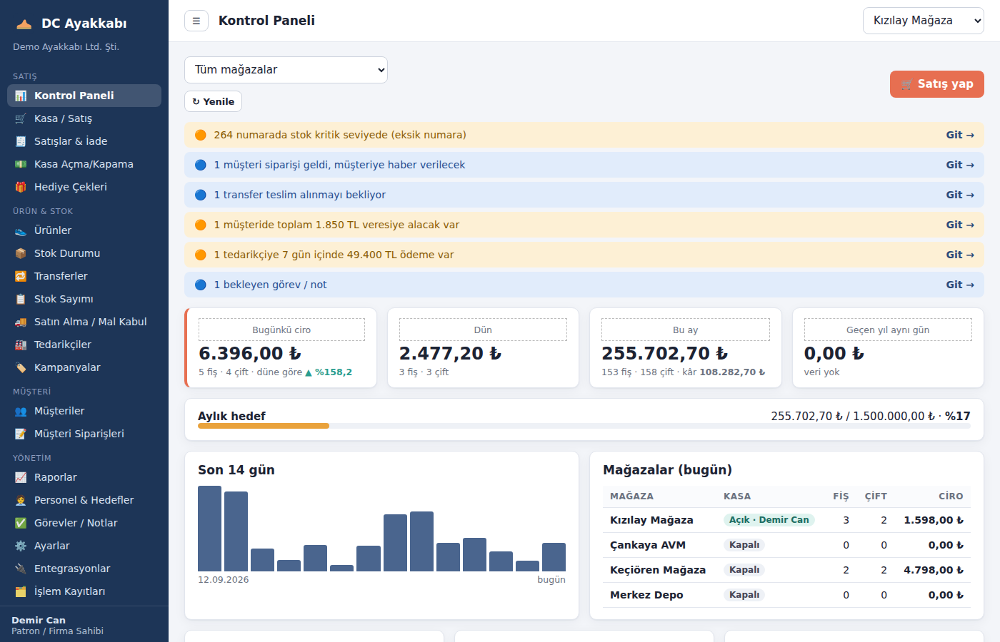 DC Ayakkabı
Demo Ayakkabı Ltd. Şti.
SATIŞ
Kontrol Paneli
Kasa / Satış
Satışlar & İade
Kasa Açma/Kapama
Hediye Çekleri
ÜRÜN & STOK
Ürünler
Stok Durumu
Transferler
Stok Sayımı
Satın Alma / Mal Kabul
Tedarikçiler
Kampanyalar
MÜŞTERİ
Müşteriler
Müşteri Siparişleri
YÖNETİM
Raporlar
Personel & Hedefler
Görevler / Notlar
Ayarlar
Entegrasyonlar
İşlem Kayıtları
Demir Can
Patron / Firma Sahibi
☰ Kontrol Paneli
Kızılay Mağaza
Tüm mağazalar
↻ Yenile
Satış yap
264 numarada stok kritik seviyede (eksik numara) Git →
1 müşteri siparişi geldi, müşteriye haber verilecek Git →
1 transfer teslim alınmayı bekliyor Git →
1 müşteride toplam 1.850 TL veresiye alacak var Git →
1 tedarikçiye 7 gün içinde 49.400 TL ödeme var Git →
1 bekleyen görev / not Git →
Bugünkü ciro
6.396,00 ₺
5 fiş · 4 çift · düne göre ▲ %158,2
Dün
2.477,20 ₺
3 fiş · 3 çift
Bu ay
255.702,70 ₺
153 fiş · 158 çift · kâr 108.282,70 ₺
Geçen yıl aynı gün
0,00 ₺
veri yok
Aylık hedef 255.702,70 ₺ / 1.500.000,00 ₺ · %17
Son 14 gün
12.09.2026 bugün
Mağazalar (bugün)
MAĞAZA KASA FİŞ ÇİFT CİRO
Kızılay Mağaza Açık · Demir Can 3 2 1.598,00 ₺
Çankaya AVM Kapalı 0 0 0,00 ₺
Keçiören Mağaza Kapalı 2 2 4.798,00 ₺
Merkez Depo Kapalı 0 0 0,00 ₺